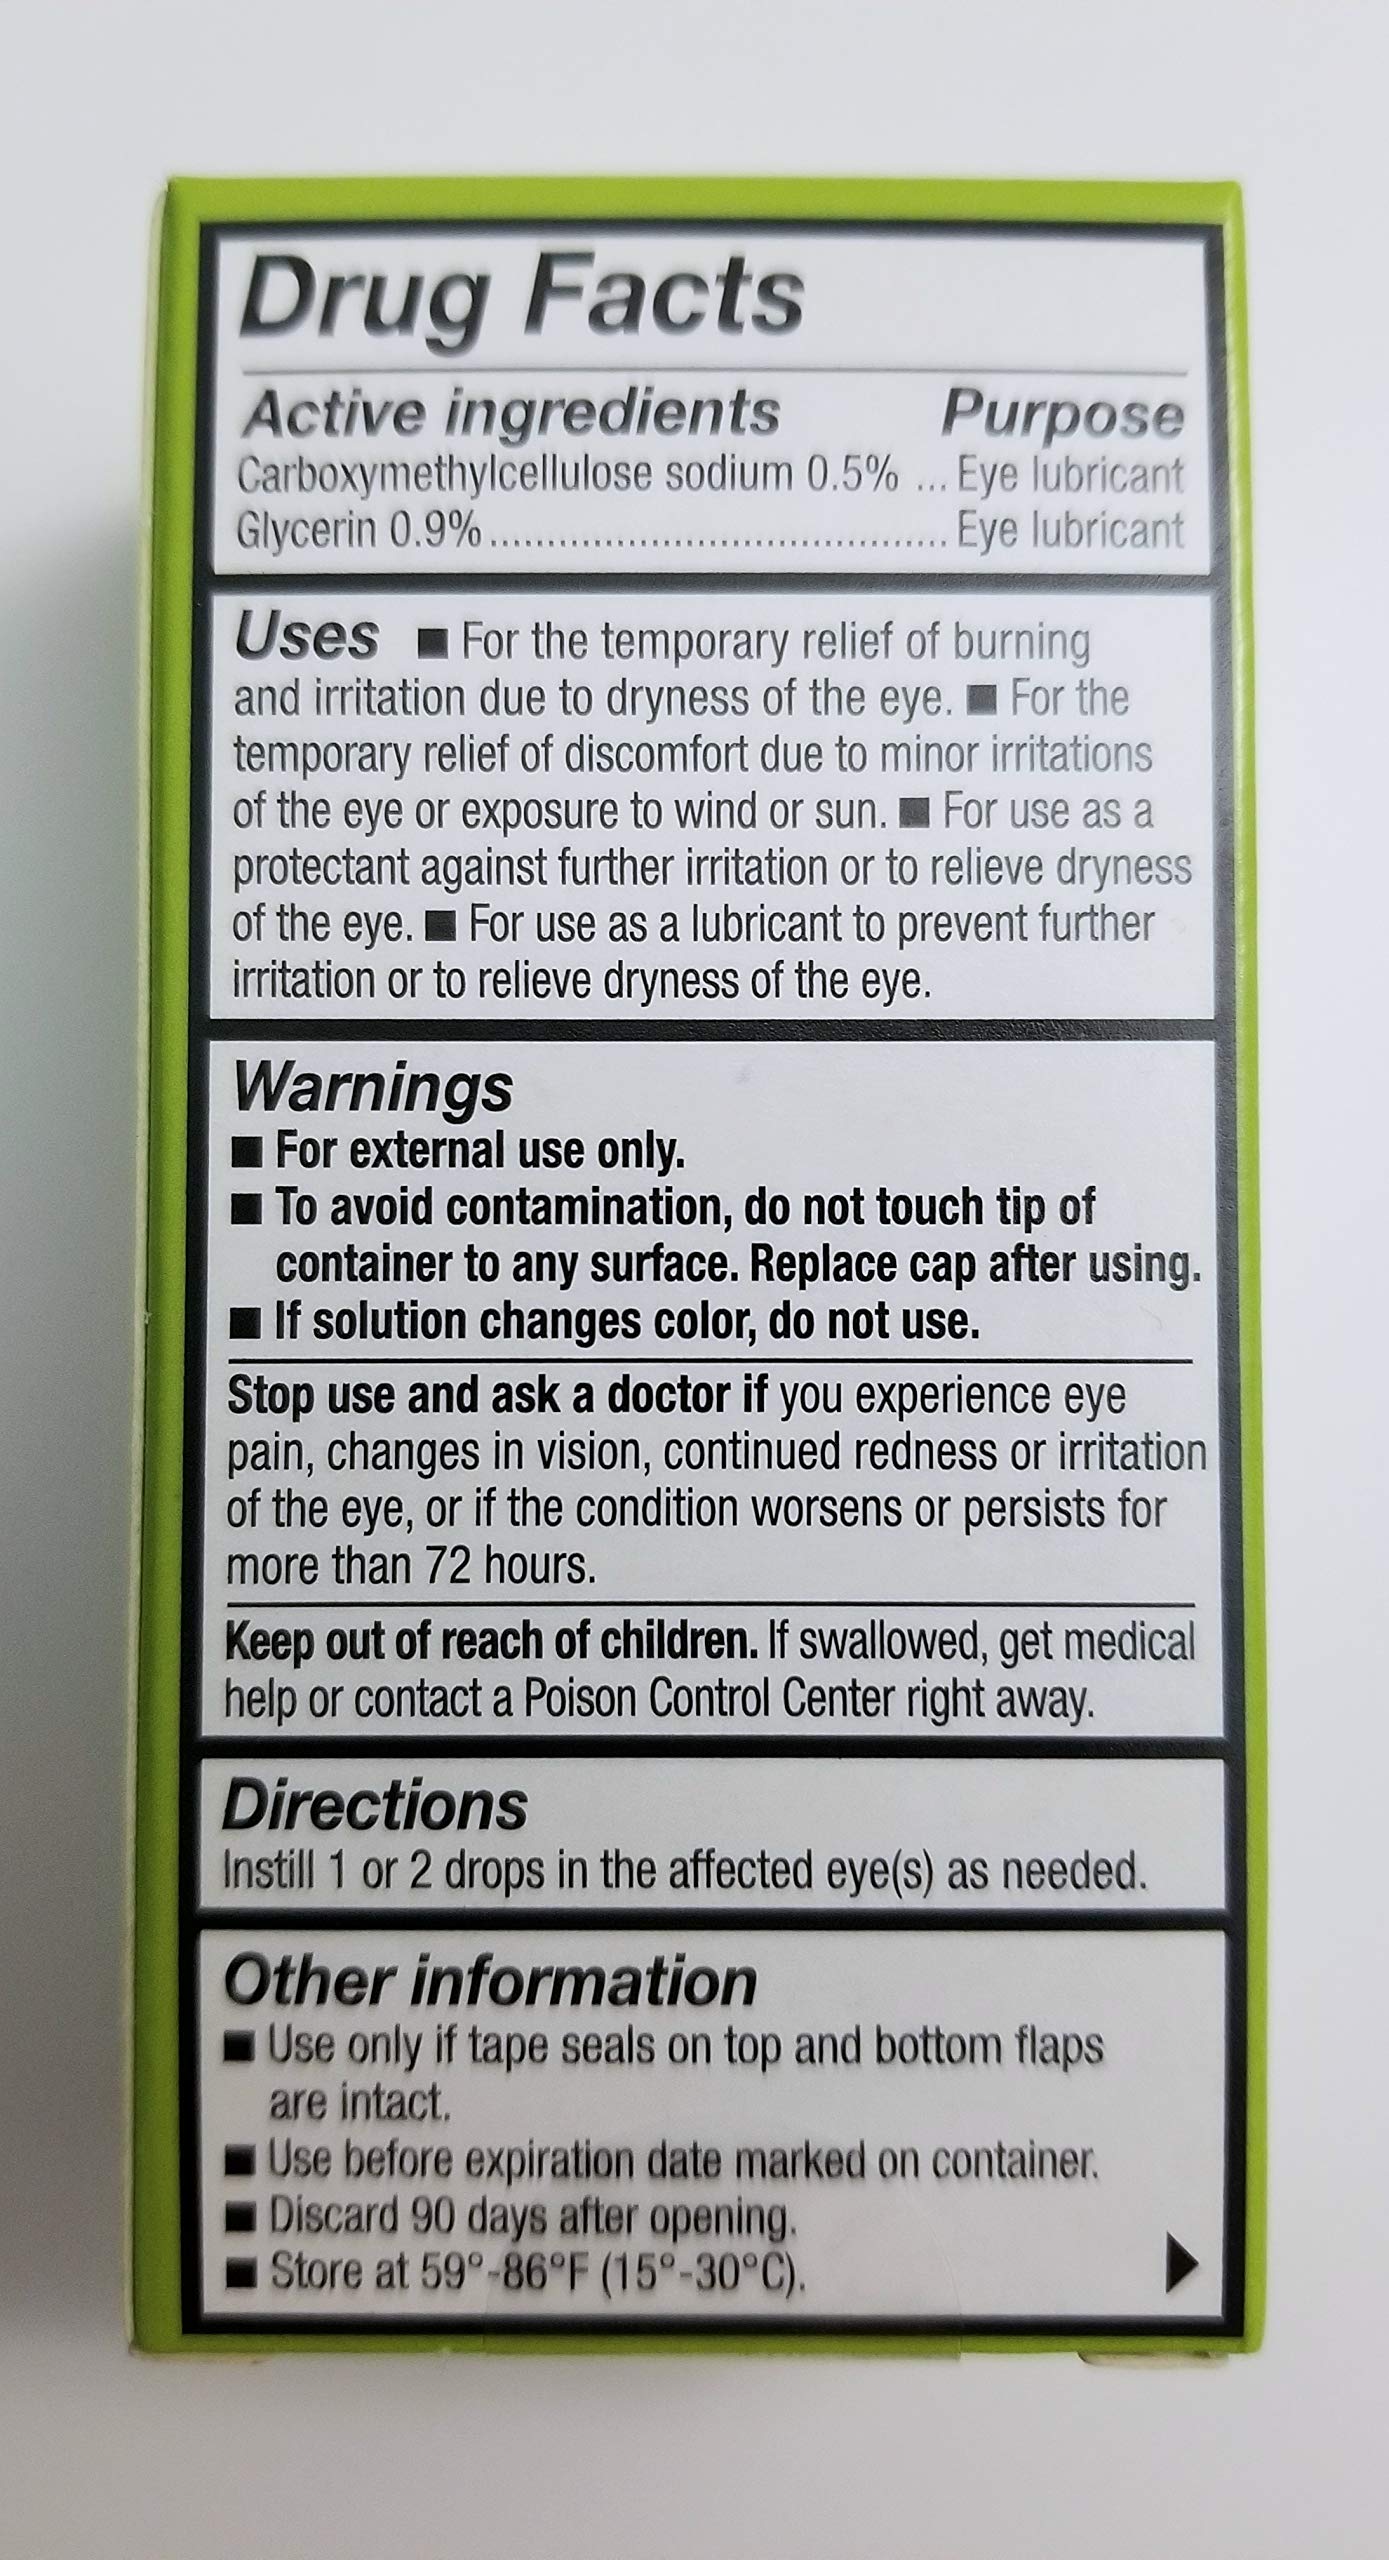 Drug Facts
Active ingredients Purpose
Carboxymethylcellulose sodium 0.5% ... Eye lubricant
Glycerin 0.9%........................................ Eye lubricant
Uses ■ For the temporary relief of burning
and irritation due to dryness of the eye. ■ For the
temporary relief of discomfort due to minor irritations
of the eye or exposure to wind or sun. ■ For use as a
protectant against further irritation or to relieve dryness
of the eye. ■ For use as a lubricant to prevent further
irritation or to relieve dryness of the eye.
Warnings
■ For external use only.
■ To avoid contamination, do not touch tip of
container to any surface. Replace cap after using.
■ If solution changes color, do not use.
Stop use and ask a doctor if you experience eye
pain, changes in vision, continued redness or irritation
of the eye, or if the condition worsens or persists for
more than 72 hours.
Keep out of reach of children. If swallowed, get medical
help or contact a Poison Control Center right away.
Directions
Instill 1 or 2 drops in the affected eye(s) as needed.
Other information
■ Use only if tape seals on top and bottom flaps
are intact.
■ Use before expiration date marked on container.
■ Discard 90 days after opening.
■ Store at 59°-86°F (15°-30°C).